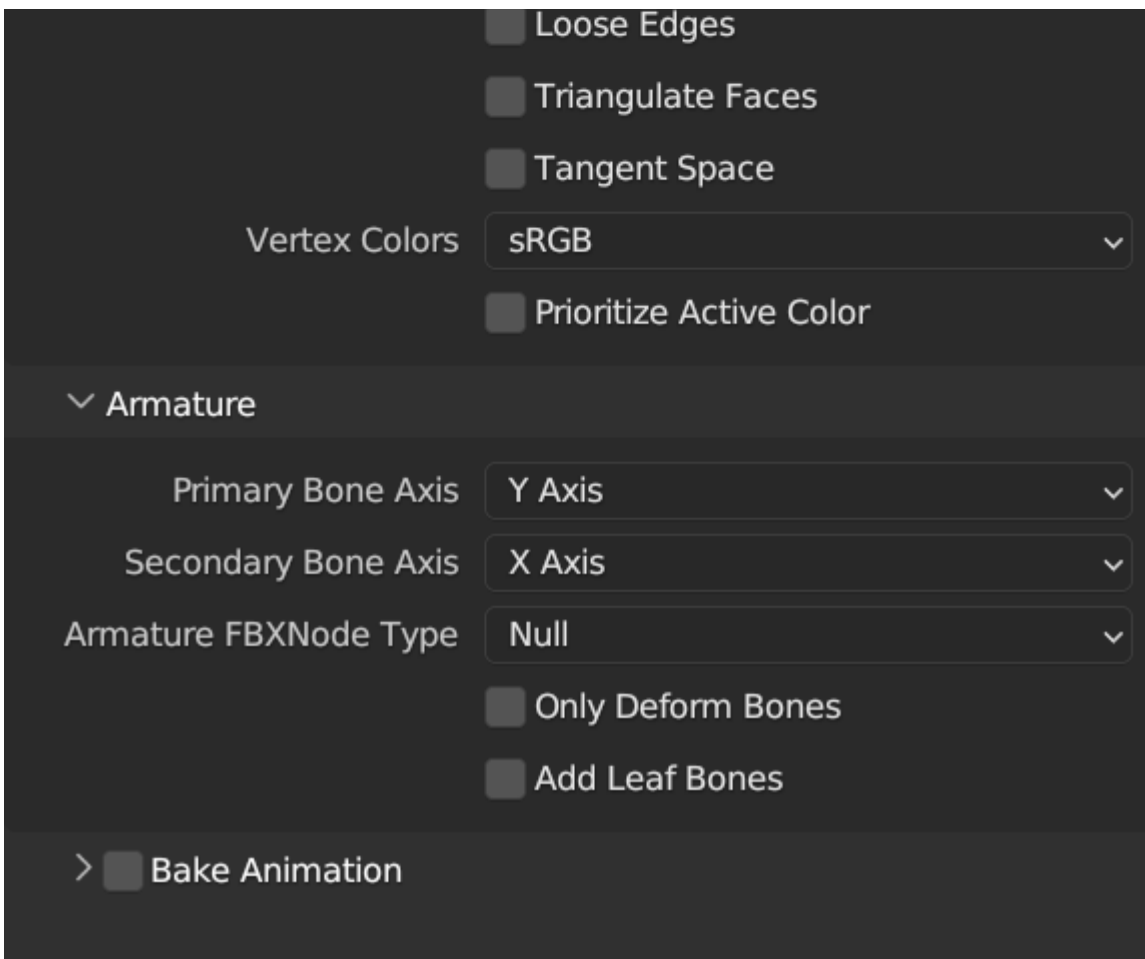 Loose Edges
Triangulate Faces
Tangent Space
Vertex Colors sRGB
Prioritize Active Color
Armature
Primary Bone Axis Y Axis
Secondary Bone Axis X Axis
Armature FBXNode Type Null
Only Deform Bones
Add Leaf Bones
Bake Animation